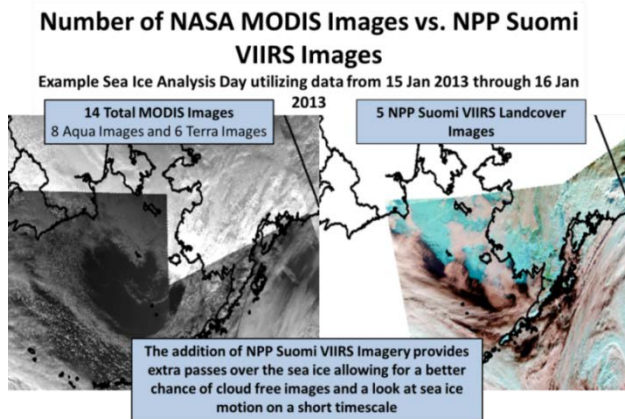 Number of NASA MODIS Images vs. NPP Suomi
VIIRS Images
Example Sea Ice Analysis Day utilizing data from 15 Jan 2013 through 16 Jan
2013
14 Total MODIS Images
8 Aqua Images and 6 Terra Images
5 NPP Suomi VIIRS Landcover
Images
The addition of NPP Suomi VIIRS Imagery provides
extra passes over the sea ice allowing for a better
chance of cloud free images and a look at sea ice
motion on a short timescale